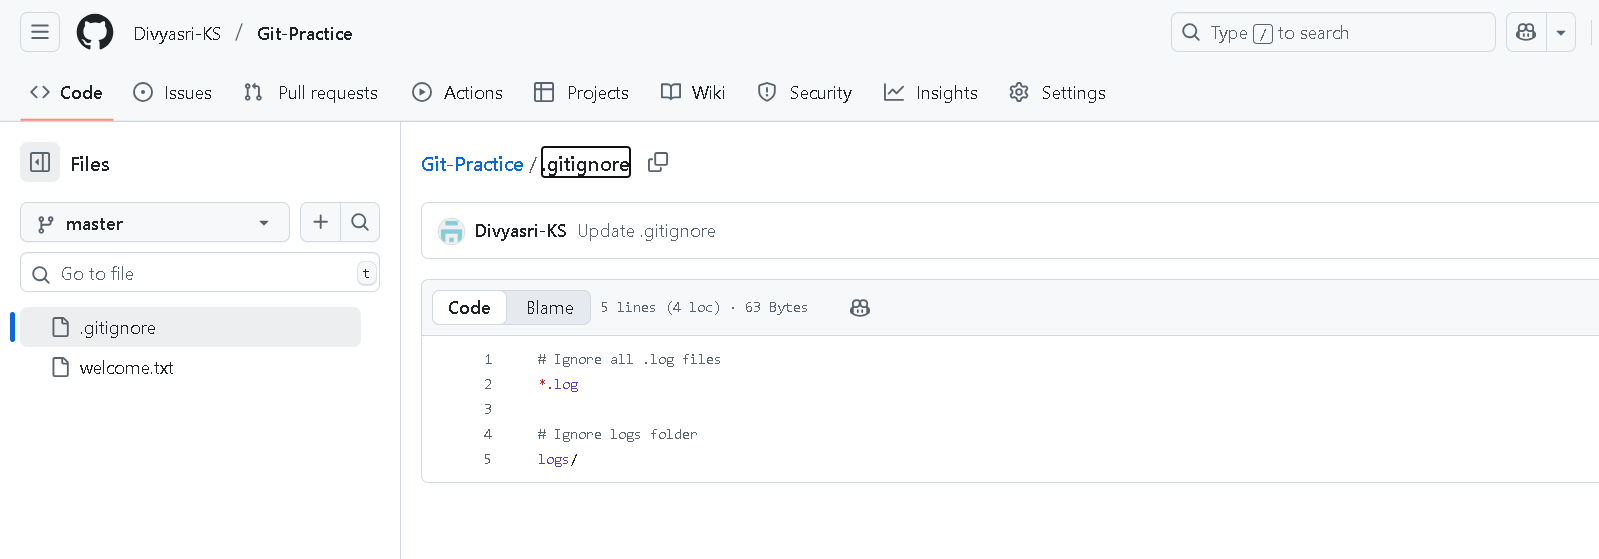 Divyasri-KS / Git-Practice
Type / to search
Code Issues Pull requests Actions Projects Wiki Security Insights Settings
Files
master
Go to file t
.gitignore
welcome.txt
Git-Practice / .gitignore
Divyasri-KS Update .gitignore
Code Blame 5 lines (4 loc) · 63 Bytes
1 # Ignore all .log files
2 *.log
3
4 # Ignore logs folder
5 logs/